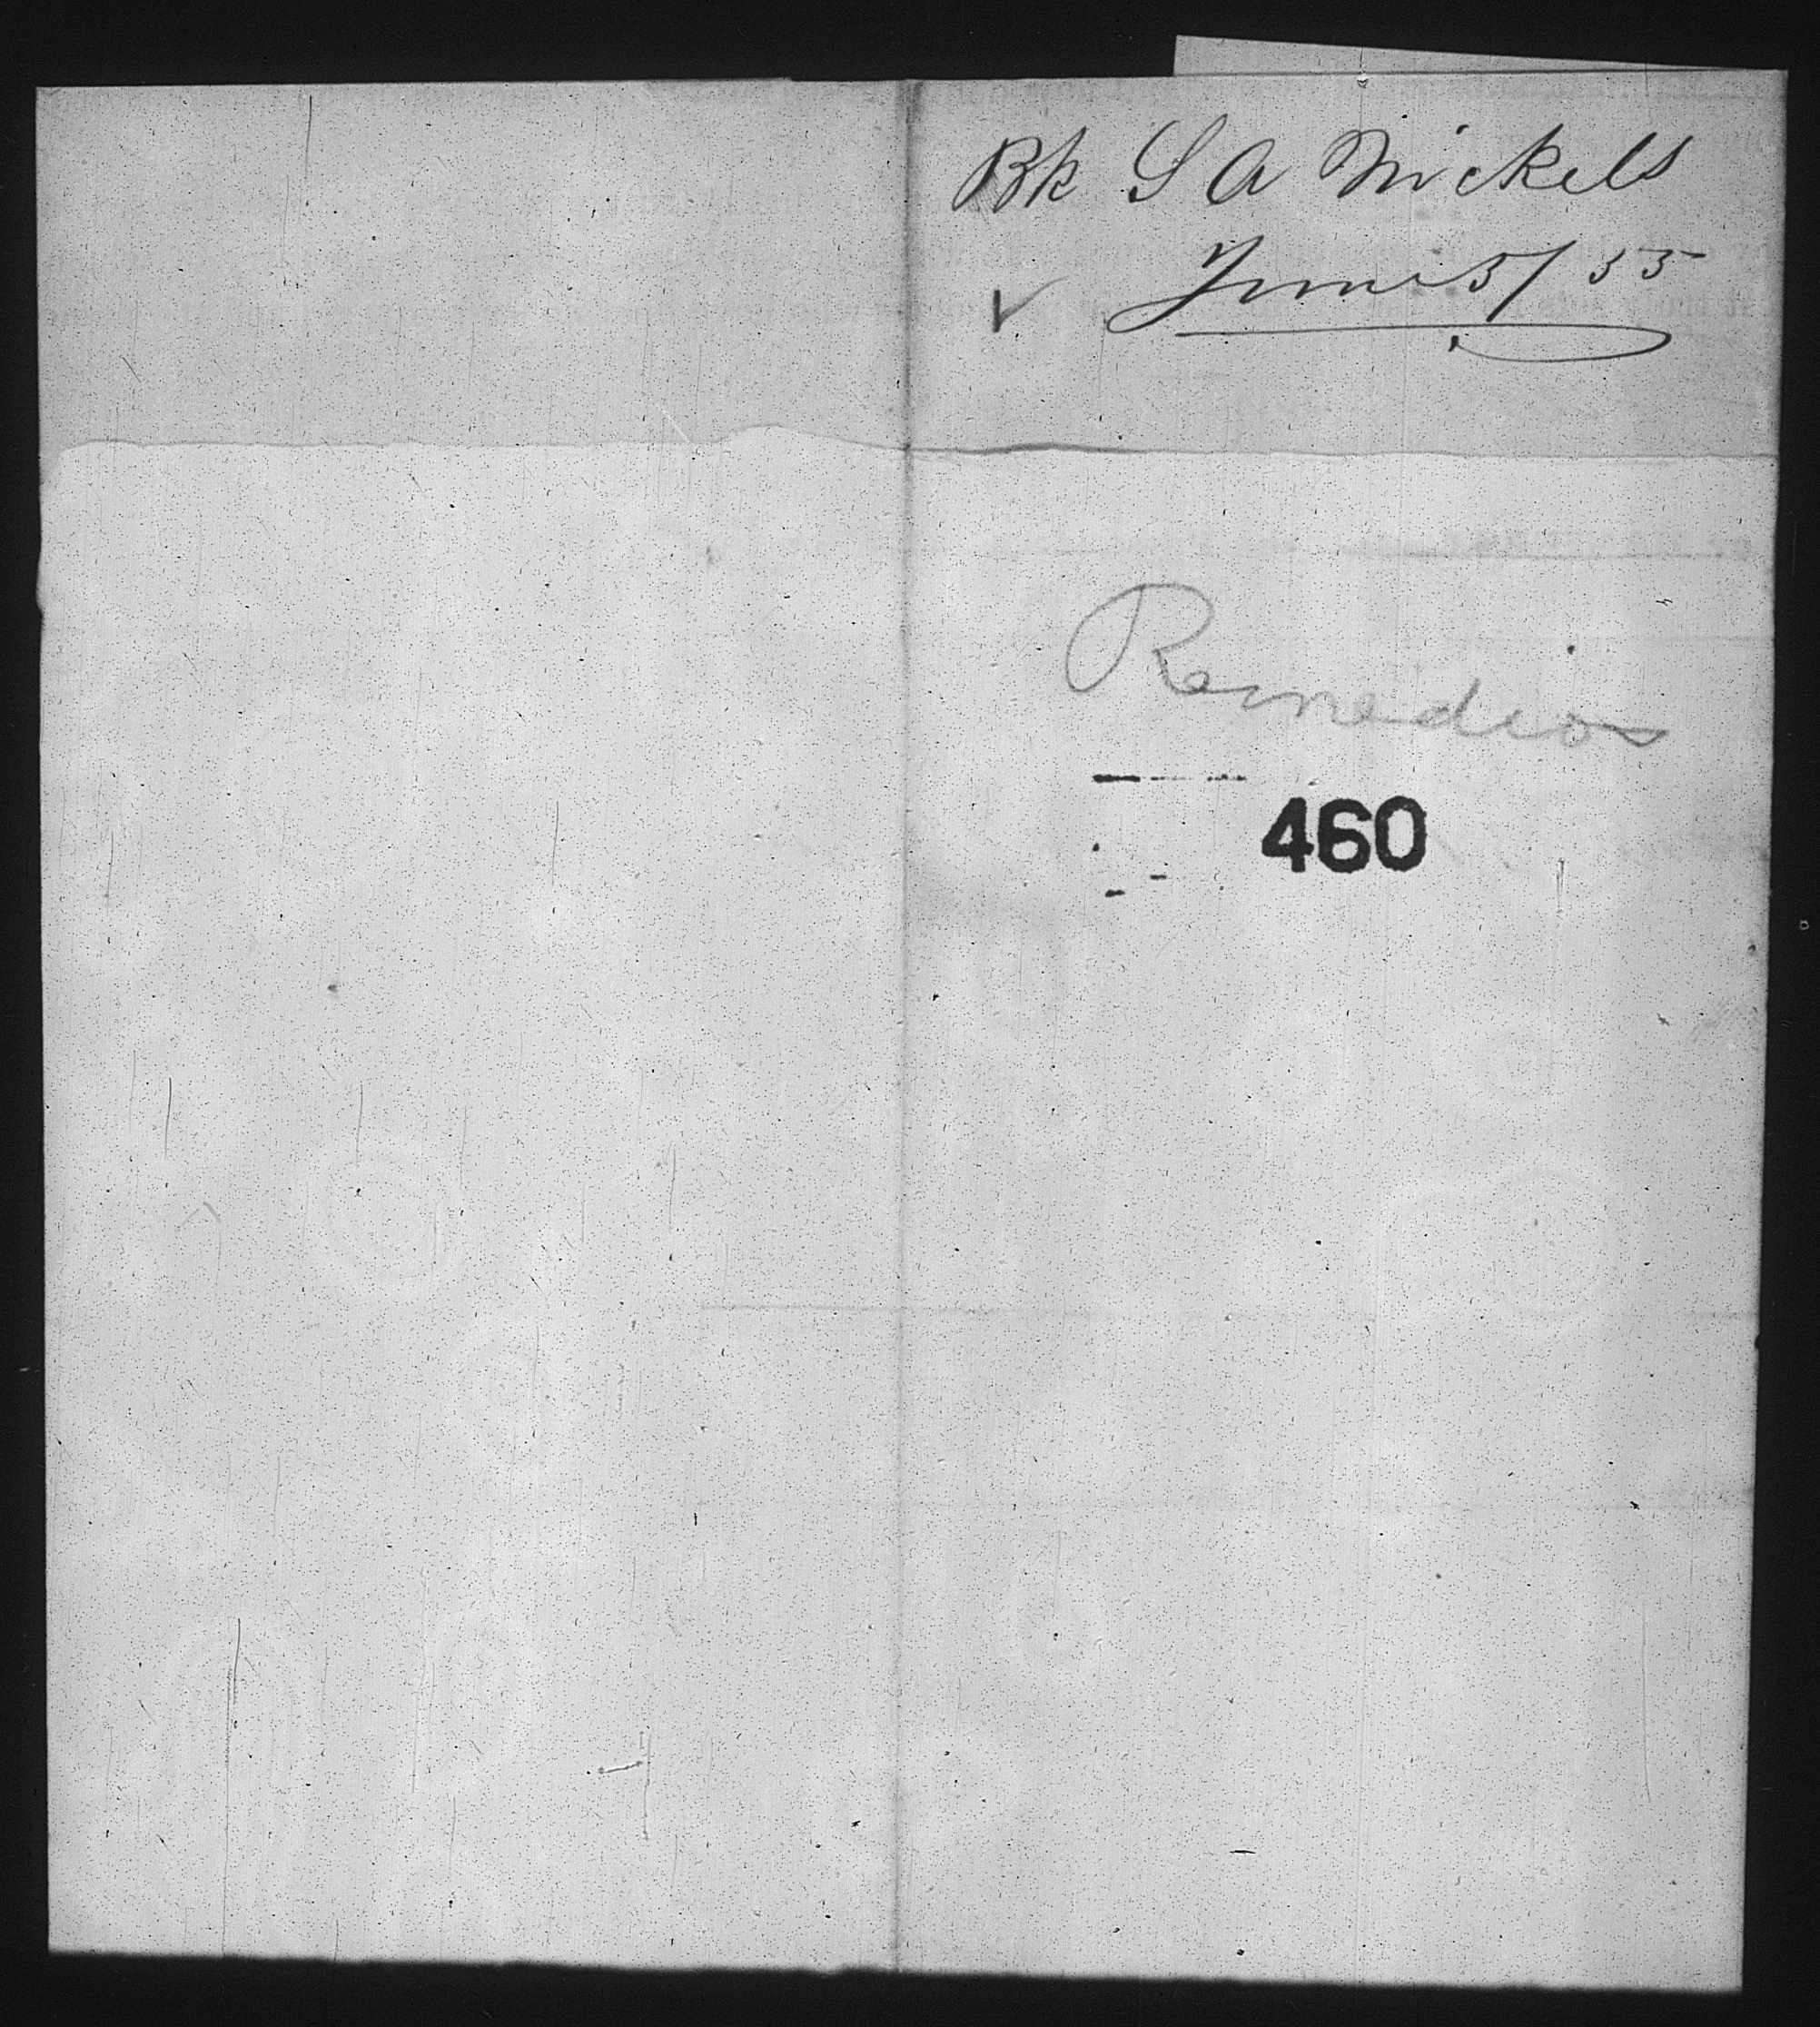 Bk S A Nickels
✓ June 5/55
Remedios
460